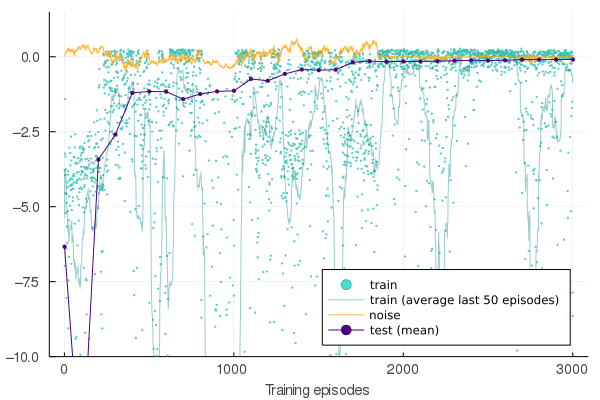 0.0
−2.5
−5.0
−7.5
−10.0
0
1000
2000
3000
Training episodes
train
train (average last 50 episodes)
noise
test (mean)